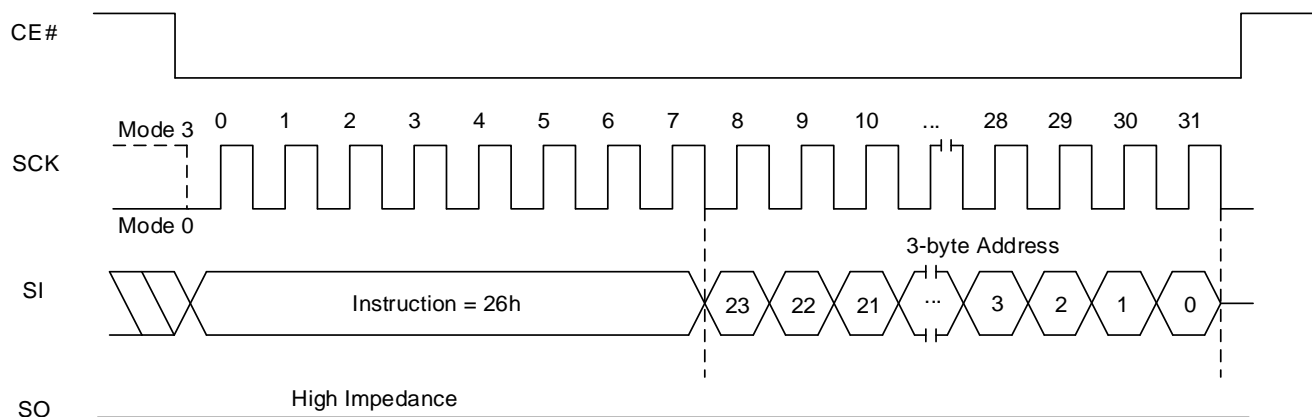 CE#
Mode 3
0 1 2 3 4 5 6 7 8 9 10 ... 28 29 30 31
SCK
Mode 0
3-byte Address
SI
Instruction = 26h
23 22 21 ... 3 2 1 0
High Impedance
SO